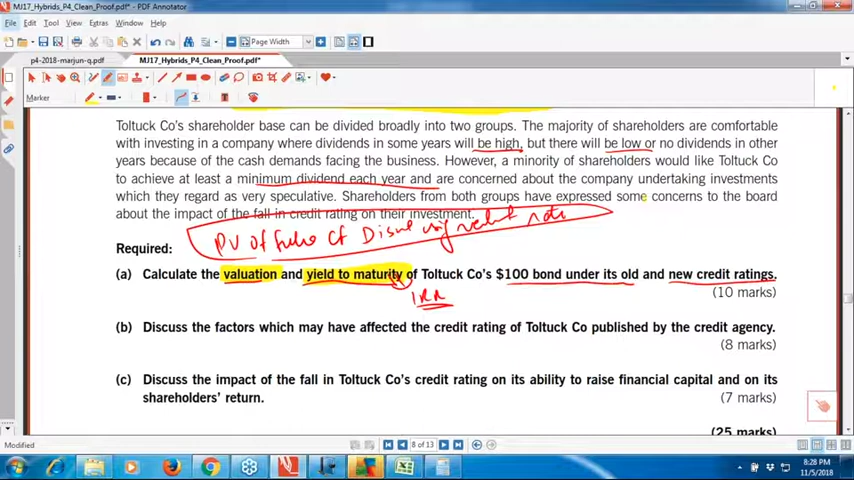 MJ17_Hybrids_P4_Clean_Proof.pdf* - PDF Annotator
File Edit Tool View Extras Window Help
Page Width
p4-2018-marjun-q.pdf MJ17_Hybrids_P4_Clean_Proof.pdf*
Marker
Toltuck Co's shareholder base can be divided broadly into two groups. The majority of shareholders are comfortable
with investing in a company where dividends in some years will be high, but there will be low or no dividends in other
years because of the cash demands facing the business. However, a minority of shareholders would like Toltuck Co
to achieve at least a minimum dividend each year and are concerned about the company undertaking investments
which they regard as very speculative. Shareholders from both groups have expressed some concerns to the board
about the impact of the fall in credit rating on their investment.
PV of future CF Discd using market rate
Required:
(a) Calculate the valuation and yield to maturity of Toltuck Co's $100 bond under its old and new credit ratings.
(10 marks)
IRR
(b) Discuss the factors which may have affected the credit rating of Toltuck Co published by the credit agency.
(8 marks)
(c) Discuss the impact of the fall in Toltuck Co's credit rating on its ability to raise financial capital and on its
shareholders' return. (7 marks)
(25 marks)
8 of 13
Modified
8:28 PM
11/5/2018